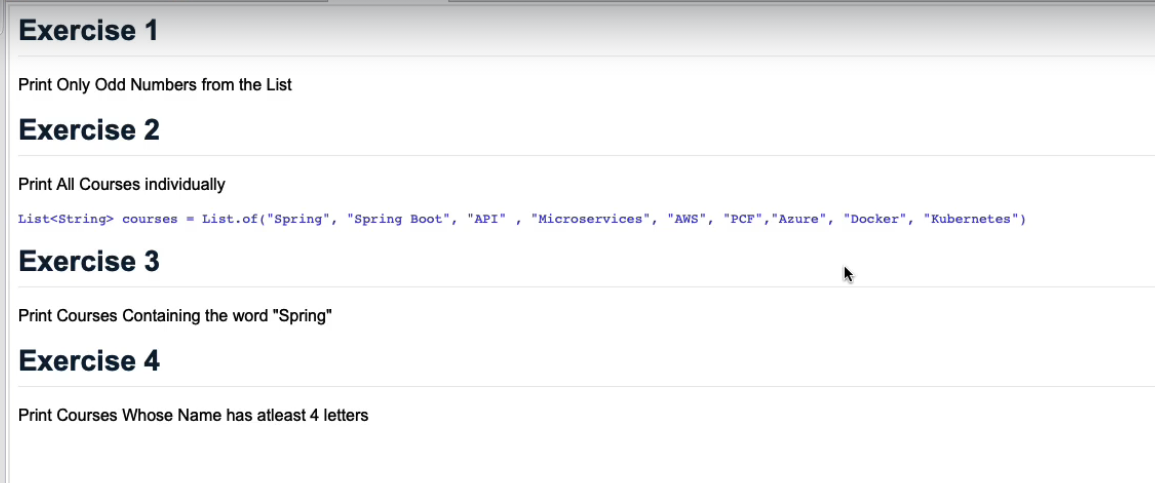 Exercise 1
Print Only Odd Numbers from the List
Exercise 2
Print All Courses individually
List<String> courses = List.of("Spring", "Spring Boot", "API" , "Microservices", "AWS", "PCF","Azure", "Docker", "Kubernetes")
Exercise 3
Print Courses Containing the word "Spring"
Exercise 4
Print Courses Whose Name has atleast 4 letters